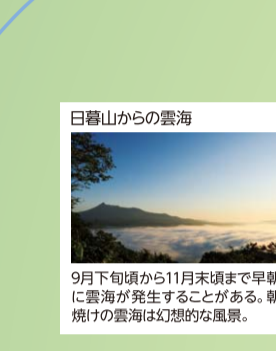 日暮山からの雲海
9月下旬頃から11月末頃まで早朝
に雲海が発生することがある。朝
焼けの雲海は幻想的な風景。